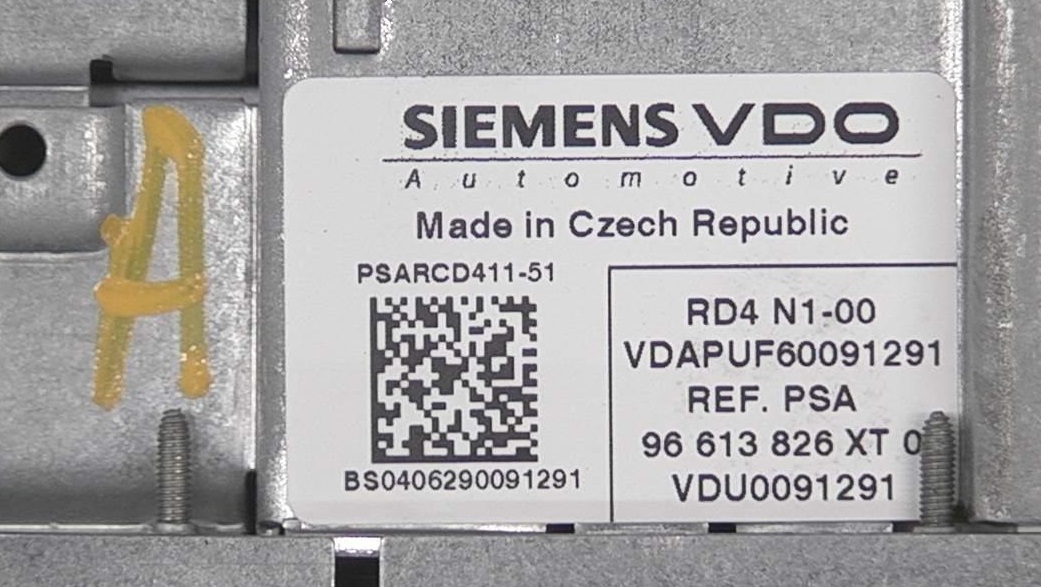 A
SIEMENS VDO
Automotive
Made in Czech Republic
PSARCD411-51
BS0406290091291
RD4 N1-00
VDAPUF60091291
REF. PSA
96 613 826 XT 0
VDU0091291